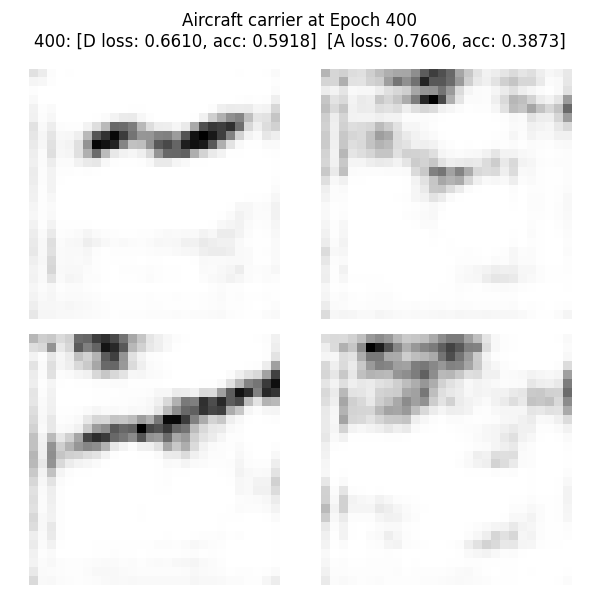 Aircraft carrier at Epoch 400
400: [D loss: 0.6610, acc: 0.5918]  [A loss: 0.7606, acc: 0.3873]